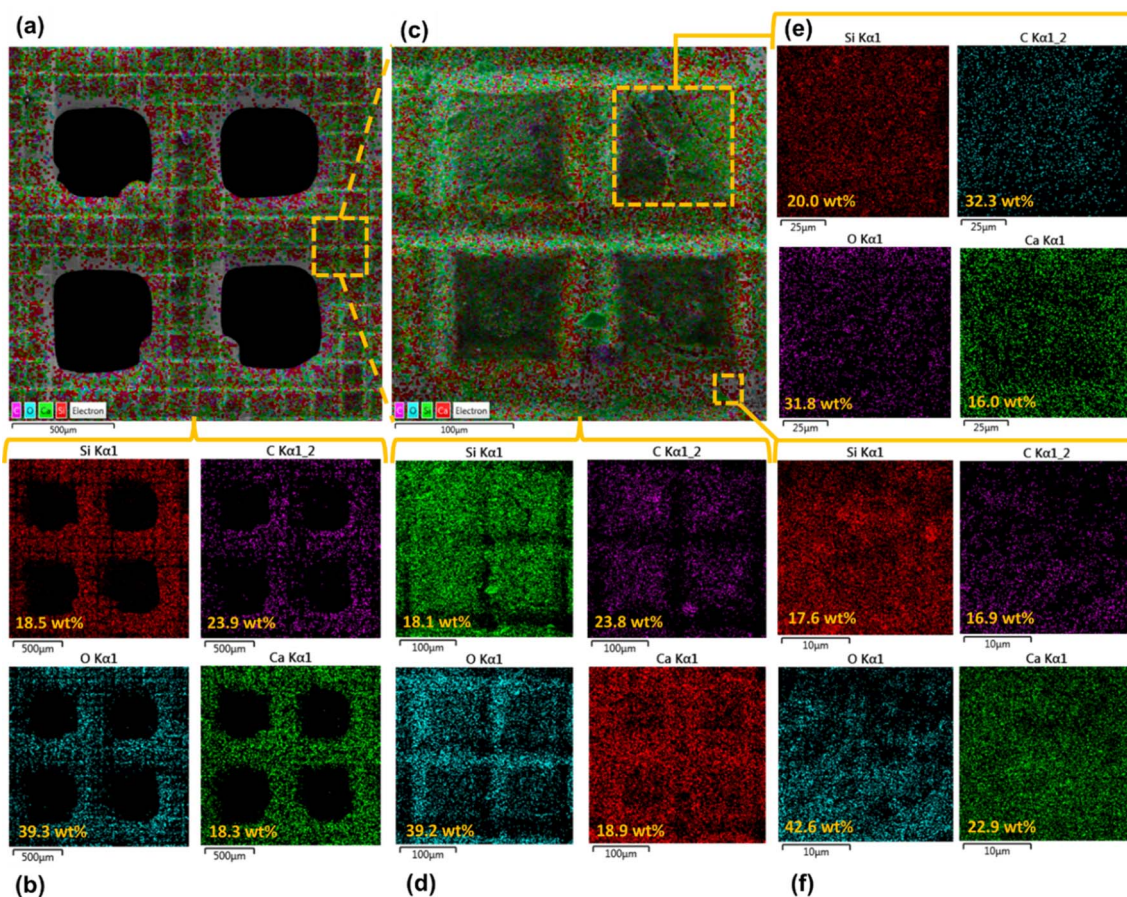 (a)
(c)
(e)
Si Kα1
C Kα1_2
20.0 wt%
32.3 wt%
25µm
25µm
O Kα1
Ca Kα1
31.8 wt%
16.0 wt%
25µm
25µm
C O Ca Si Electron
500µm
C O Si Ca Electron
100µm
Si Kα1
C Kα1_2
18.5 wt%
23.9 wt%
500µm
500µm
O Kα1
Ca Kα1
39.3 wt%
18.3 wt%
500µm
500µm
(b)
Si Kα1
C Kα1_2
18.1 wt%
23.8 wt%
100µm
100µm
O Kα1
Ca Kα1
39.2 wt%
18.9 wt%
100µm
100µm
(d)
Si Kα1
C Kα1_2
17.6 wt%
16.9 wt%
10µm
10µm
O Kα1
Ca Kα1
42.6 wt%
22.9 wt%
10µm
10µm
(f)